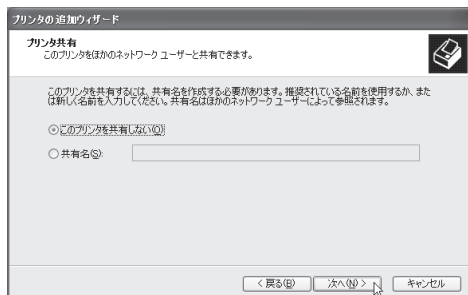 プリンタの追加ウィザード
プリンタ共有
このプリンタをほかのネットワーク ユーザーと共有できます。
このプリンタを共有するには、共有名を作成する必要があります。推奨されている名前を使用するか、また
は新しく名前を入力してください。共有名はほかのネットワーク ユーザーによって参照されます。
このプリンタを共有しない(O)
共有名(S):
< 戻る(B)
次へ(N) >
キャンセル